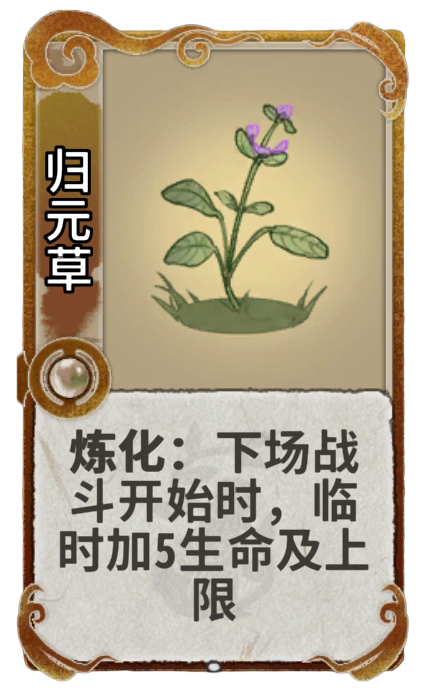 归元草
炼化：下场战
斗开始时，临
时加5生命及上
限